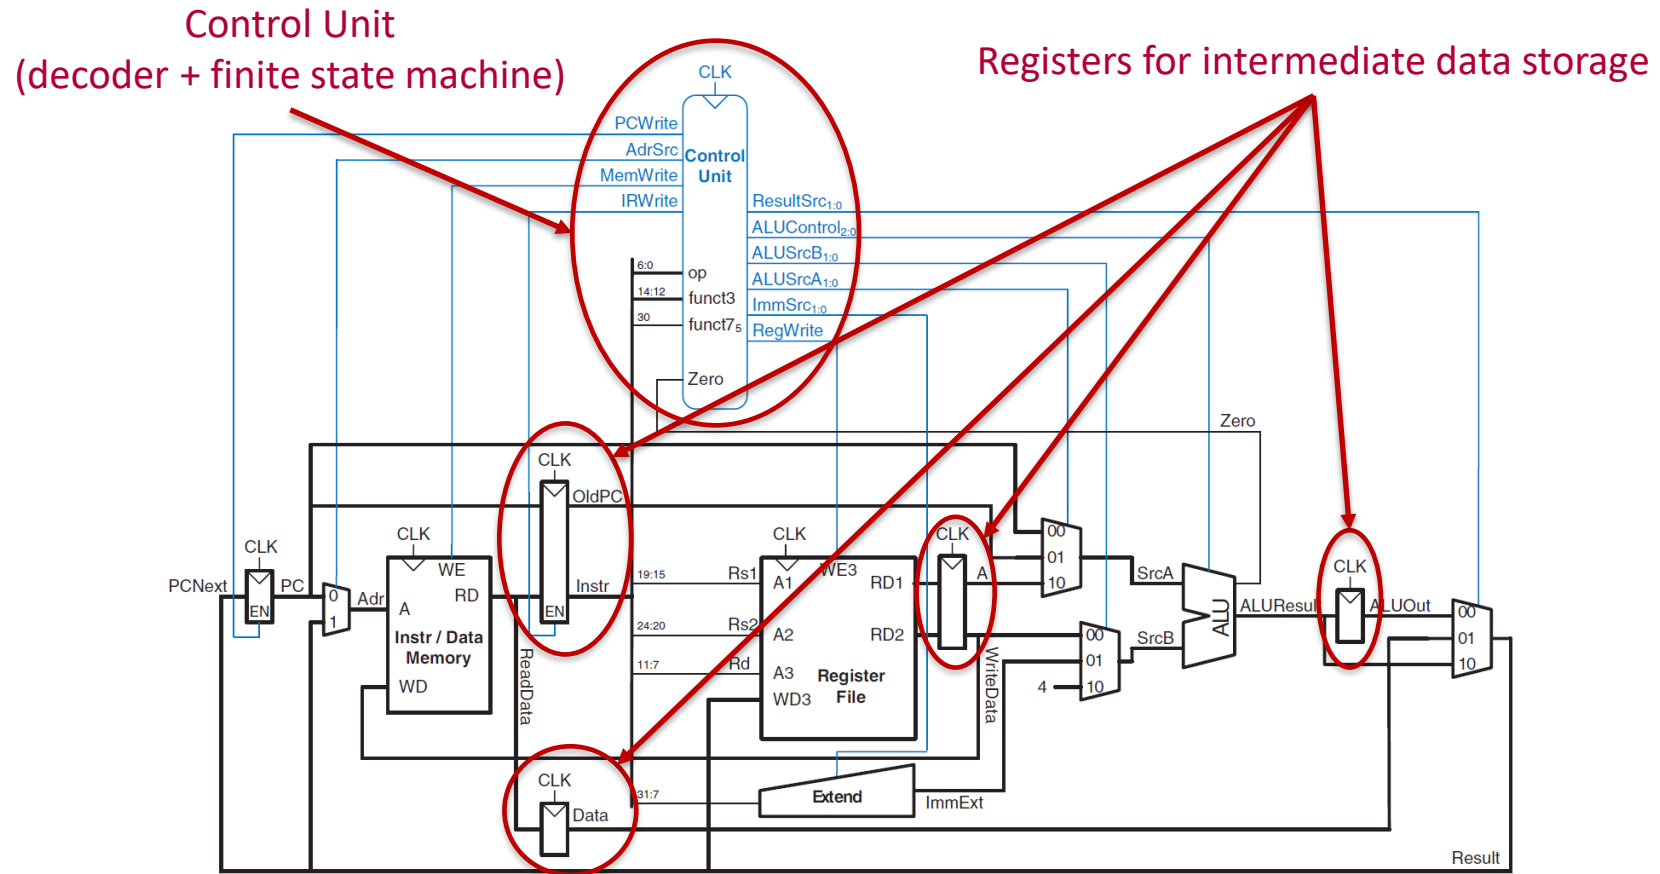 Control Unit
(decoder + finite state machine)
Registers for intermediate data storage
CLK
PCWrite
AdrSrc
MemWrite
IRWrite
Control
Unit
ResultSrc1:0
ALUControl2:0
ALUSrcB1:0
ALUSrcA1:0
ImmSrc1:0
RegWrite
6:0
op
14:12
funct3
30
funct75
Zero
Zero
CLK
OldPC
Instr
EN
CLK
PCNext
PC
EN
0
1
Adr
CLK
WE
RD
A
Instr / Data
Memory
WD
ReadData
CLK
Data
19:15
Rs1
24:20
Rs2
11:7
Rd
31:7
CLK
WE3
A1
RD1
A2
RD2
A3
Register
File
WD3
CLK
A
WriteData
Extend
ImmExt
00
01
10
SrcA
00
01
10
4
SrcB
ALU
ALUResult
CLK
ALUOut
00
01
10
Result